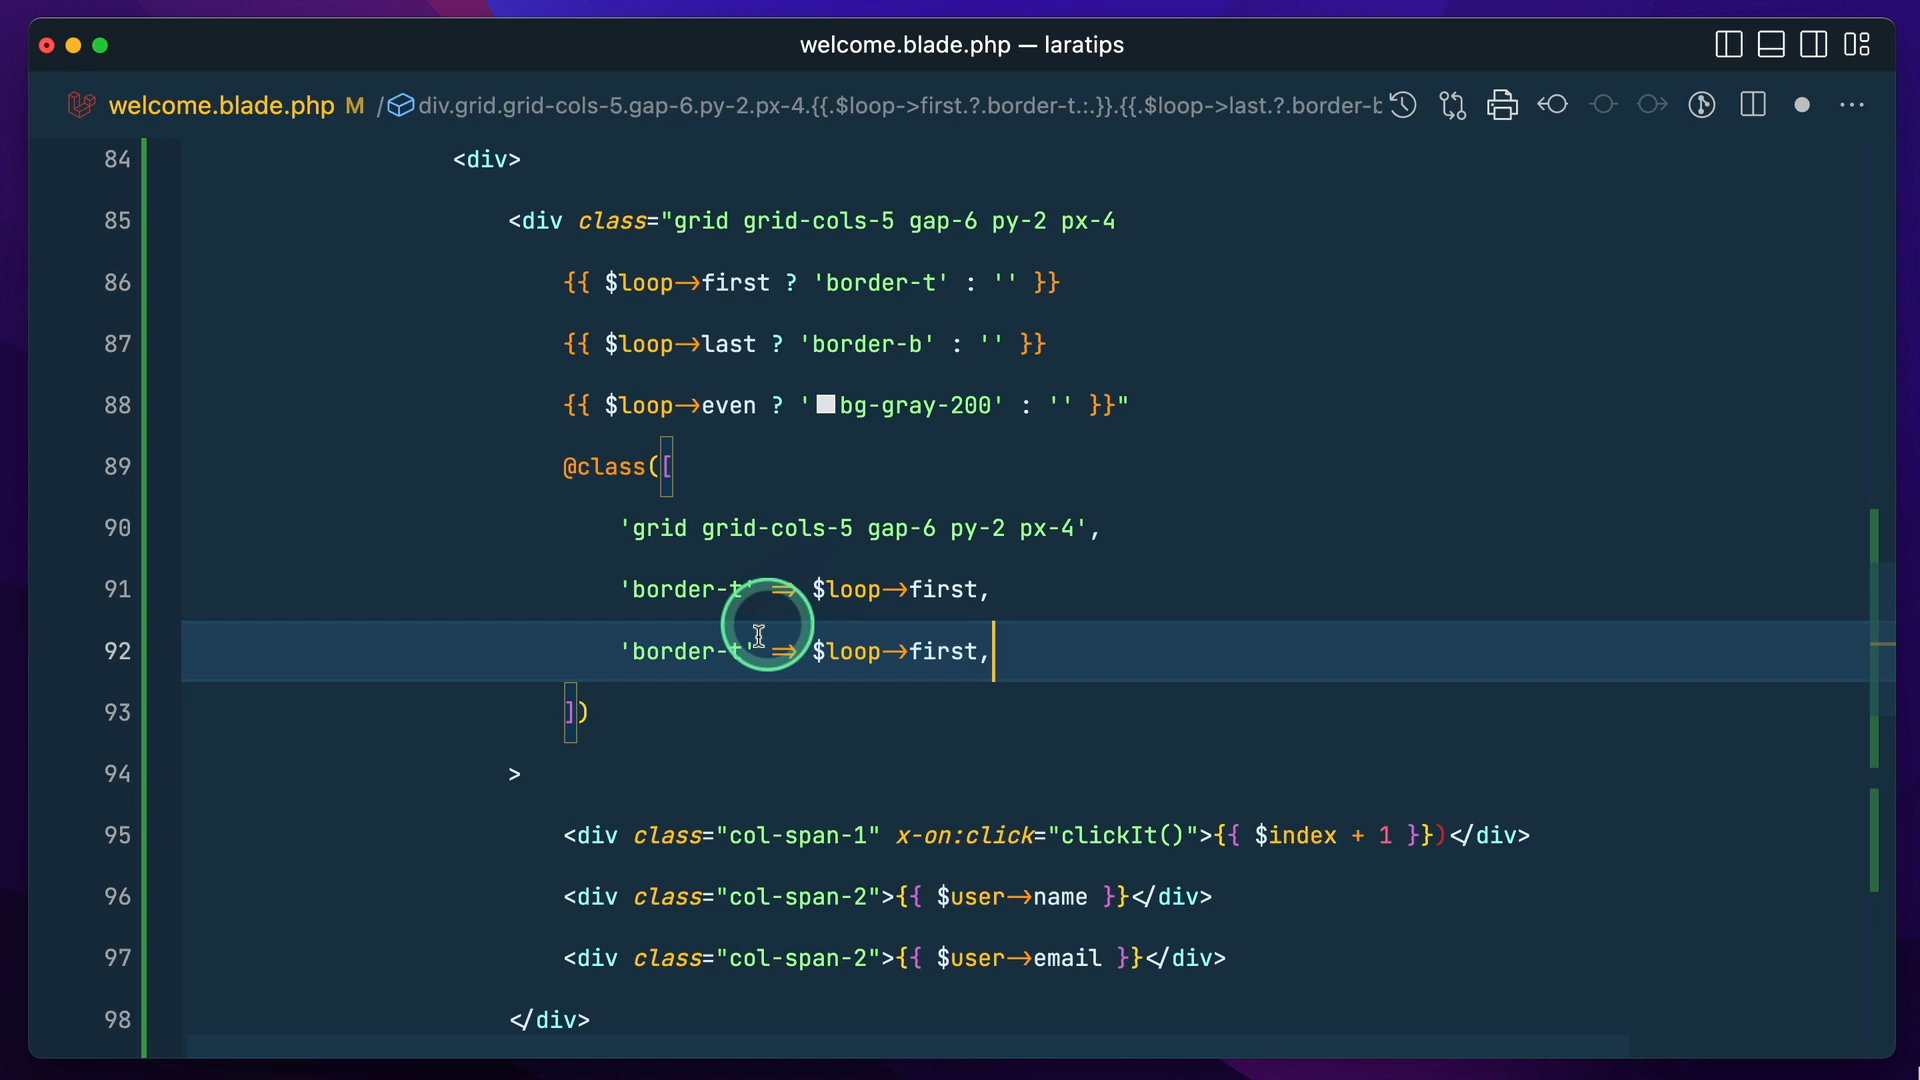 welcome.blade.php — laratips
welcome.blade.php M /div.grid.grid-cols-5.gap-6.py-2.px-4.{{.$loop->first.?.border-t.:.}}.{{.$loop->last.?.border-b
84 <div>
85 <div class="grid grid-cols-5 gap-6 py-2 px-4
86 {{ $loop->first ? 'border-t' : '' }}
87 {{ $loop->last ? 'border-b' : '' }}
88 {{ $loop->even ? 'bg-gray-200' : '' }}"
89 @class([
90 'grid grid-cols-5 gap-6 py-2 px-4',
91 'border-t' => $loop->first,
92 'border-t' => $loop->first,
93 ])
94 >
95 <div class="col-span-1" x-on:click="clickIt()">{{ $index + 1 }})</div>
96 <div class="col-span-2">{{ $user->name }}</div>
97 <div class="col-span-2">{{ $user->email }}</div>
98 </div>